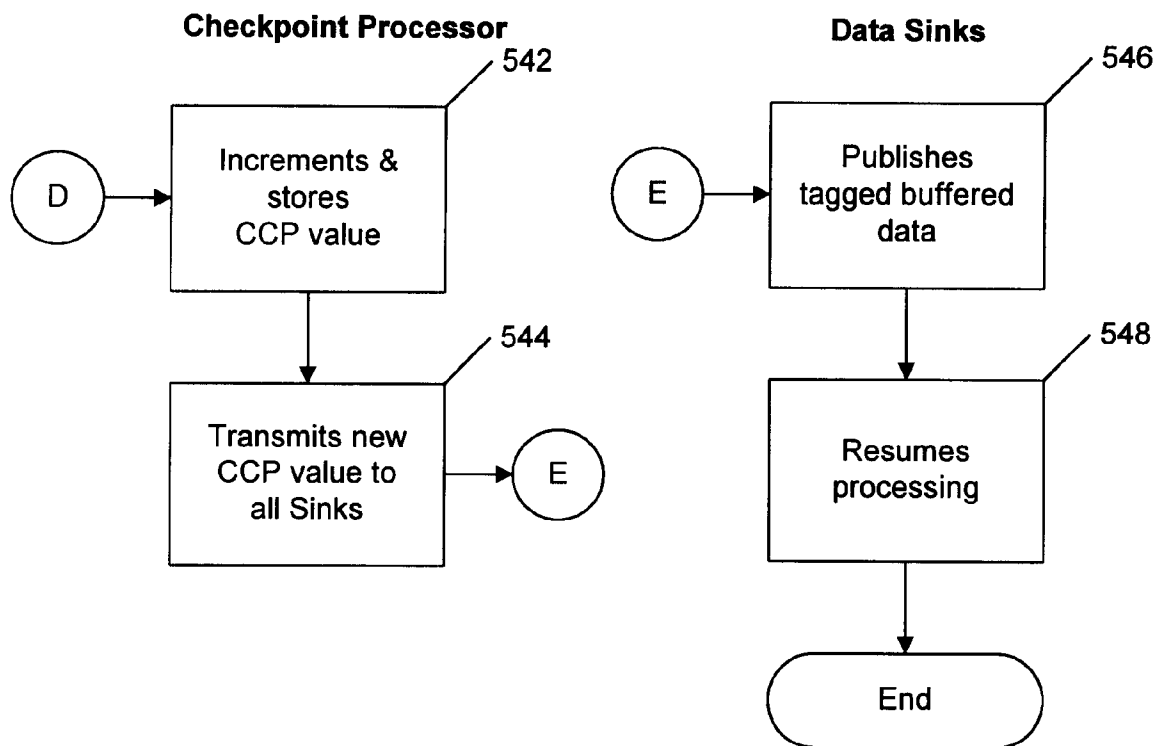 Checkpoint Processor
542
D
Increments &
stores
CCP value
544
Transmits new
CCP value to
all Sinks
E
Data Sinks
546
E
Publishes
tagged buffered
data
548
Resumes
processing
End